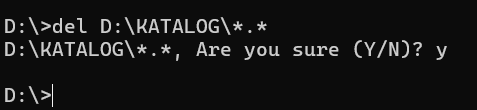 D:\>del D:\KATALOG\*.*
D:\KATALOG\*.*, Are you sure (Y/N)? y
D:\>